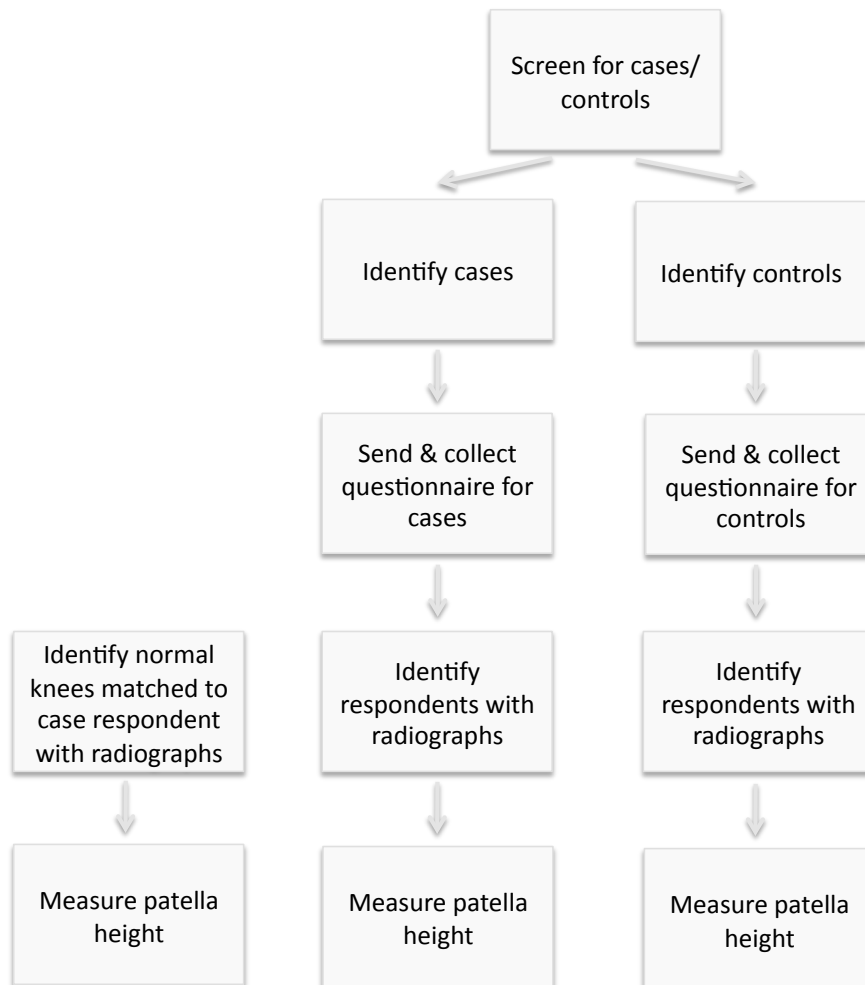 Screen for cases/
controls
Identify cases
Identify controls
Send & collect
questionnaire for
cases
Send & collect
questionnaire for
controls
Identify normal
knees matched to
case respondent
with radiographs
Identify
respondents with
radiographs
Identify
respondents with
radiographs
Measure patella
height
Measure patella
height
Measure patella
height